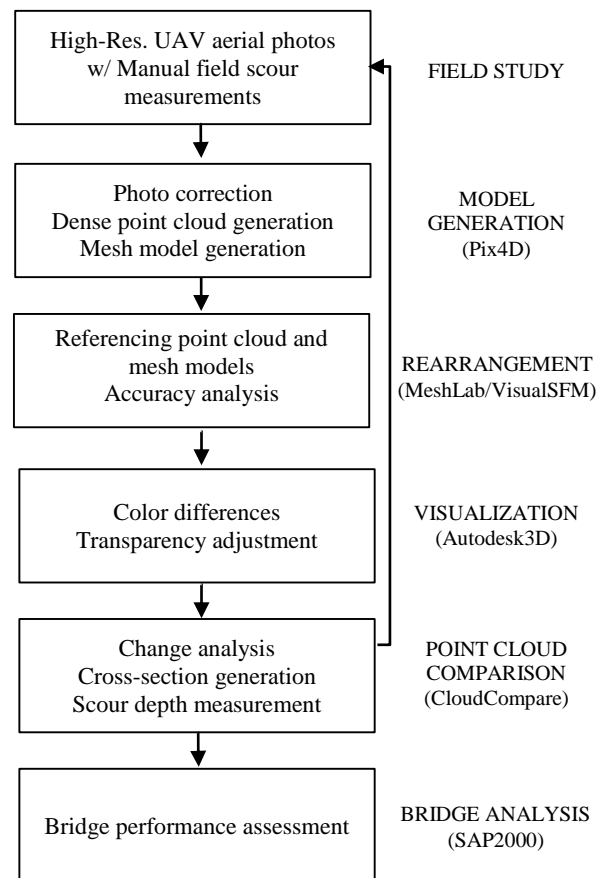 High-Res. UAV aerial photos
w/ Manual field scour
measurements
FIELD STUDY
Photo correction
Dense point cloud generation
Mesh model generation
MODEL
GENERATION
(Pix4D)
Referencing point cloud and
mesh models
Accuracy analysis
REARRANGEMENT
(MeshLab/VisualSFM)
Color differences
Transparency adjustment
VISUALIZATION
(Autodesk3D)
Change analysis
Cross-section generation
Scour depth measurement
POINT CLOUD
COMPARISON
(CloudCompare)
Bridge performance assessment
BRIDGE ANALYSIS
(SAP2000)